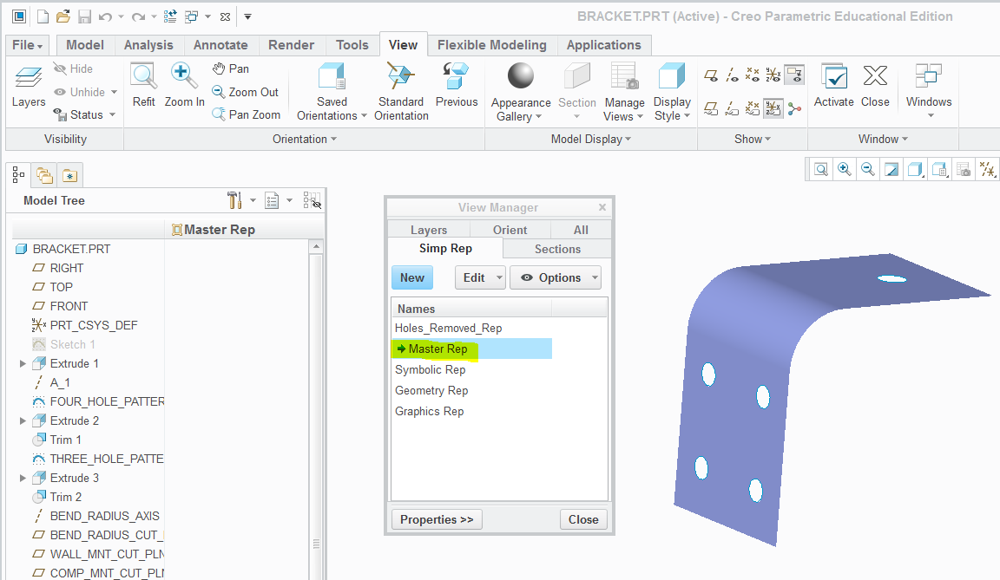 BRACKET.PRT (Active) - Creo Parametric Educational Edition
File Model Analysis Annotate Render Tools View Flexible Modeling Applications
Layers
Hide
Unhide
Status
Visibility
Refit Zoom In
Pan
Zoom Out
Pan Zoom
Saved
Orientations
Standard
Orientation
Previous
Orientation
Appearance
Gallery
Section
Manage
Views
Display
Style
Model Display
Show
Activate Close Windows
Window
Model Tree
Master Rep
BRACKET.PRT
RIGHT
TOP
FRONT
PRT_CSYS_DEF
Sketch 1
Extrude 1
A_1
FOUR_HOLE_PATTER
Extrude 2
Trim 1
THREE_HOLE_PATTE
Extrude 3
Trim 2
BEND_RADIUS_AXIS
BEND_RADIUS_CUT_
WALL_MNT_CUT_PLN
COMP_MNT_CUT_PLN
View Manager x
Layers Orient All
Simp Rep Sections
New Edit Options
Names
Holes_Removed_Rep
Master Rep
Symbolic Rep
Geometry Rep
Graphics Rep
Properties >> Close